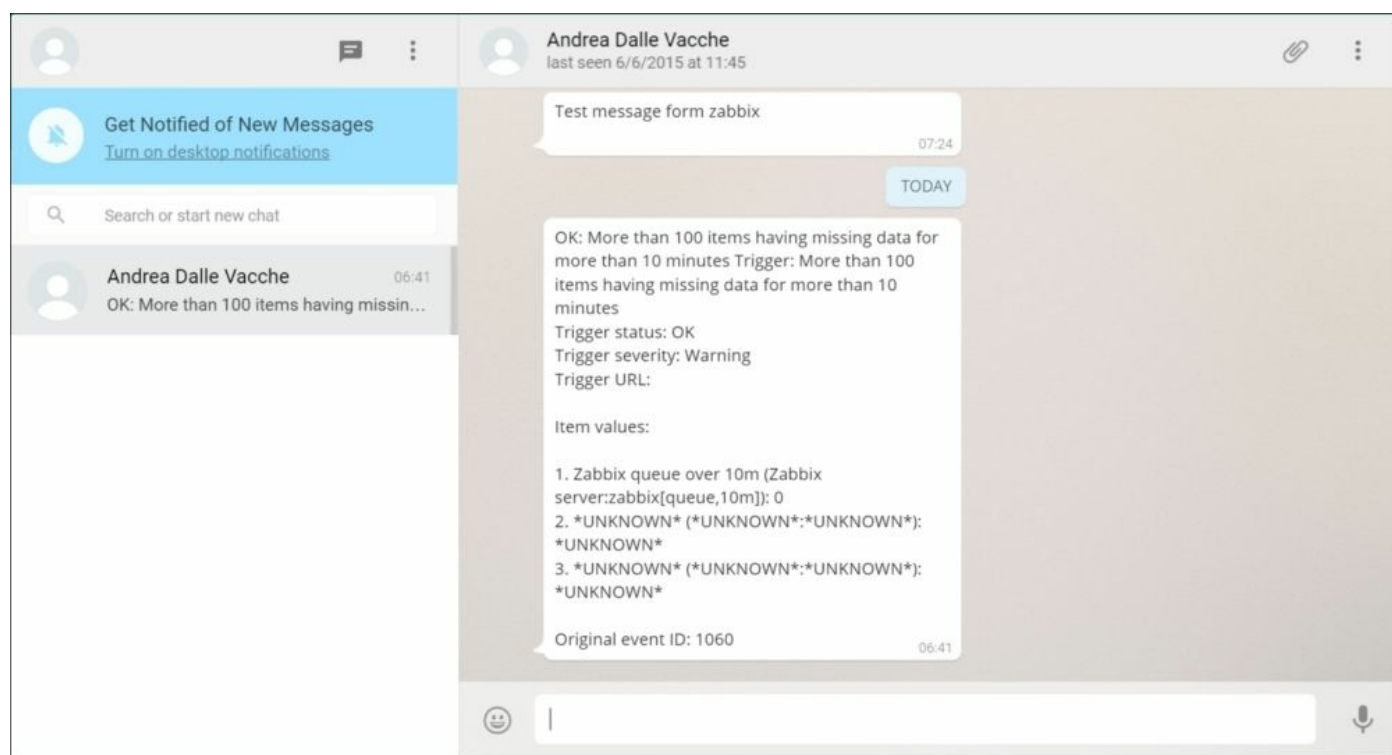 Get Notified of New Messages
Turn on desktop notifications
Search or start new chat
Andrea Dalle Vacche
06:41
OK: More than 100 items having missin...
Andrea Dalle Vacche
last seen 6/6/2015 at 11:45
Test message form zabbix
07:24
TODAY
OK: More than 100 items having missing data for
more than 10 minutes Trigger: More than 100
items having missing data for more than 10
minutes
Trigger status: OK
Trigger severity: Warning
Trigger URL:
Item values:
1. Zabbix queue over 10m (Zabbix
server:zabbix[queue,10m]): 0
2. *UNKNOWN* (*UNKNOWN*:*UNKNOWN*):
*UNKNOWN*
3. *UNKNOWN* (*UNKNOWN*:*UNKNOWN*):
*UNKNOWN*
Original event ID: 1060
06:41